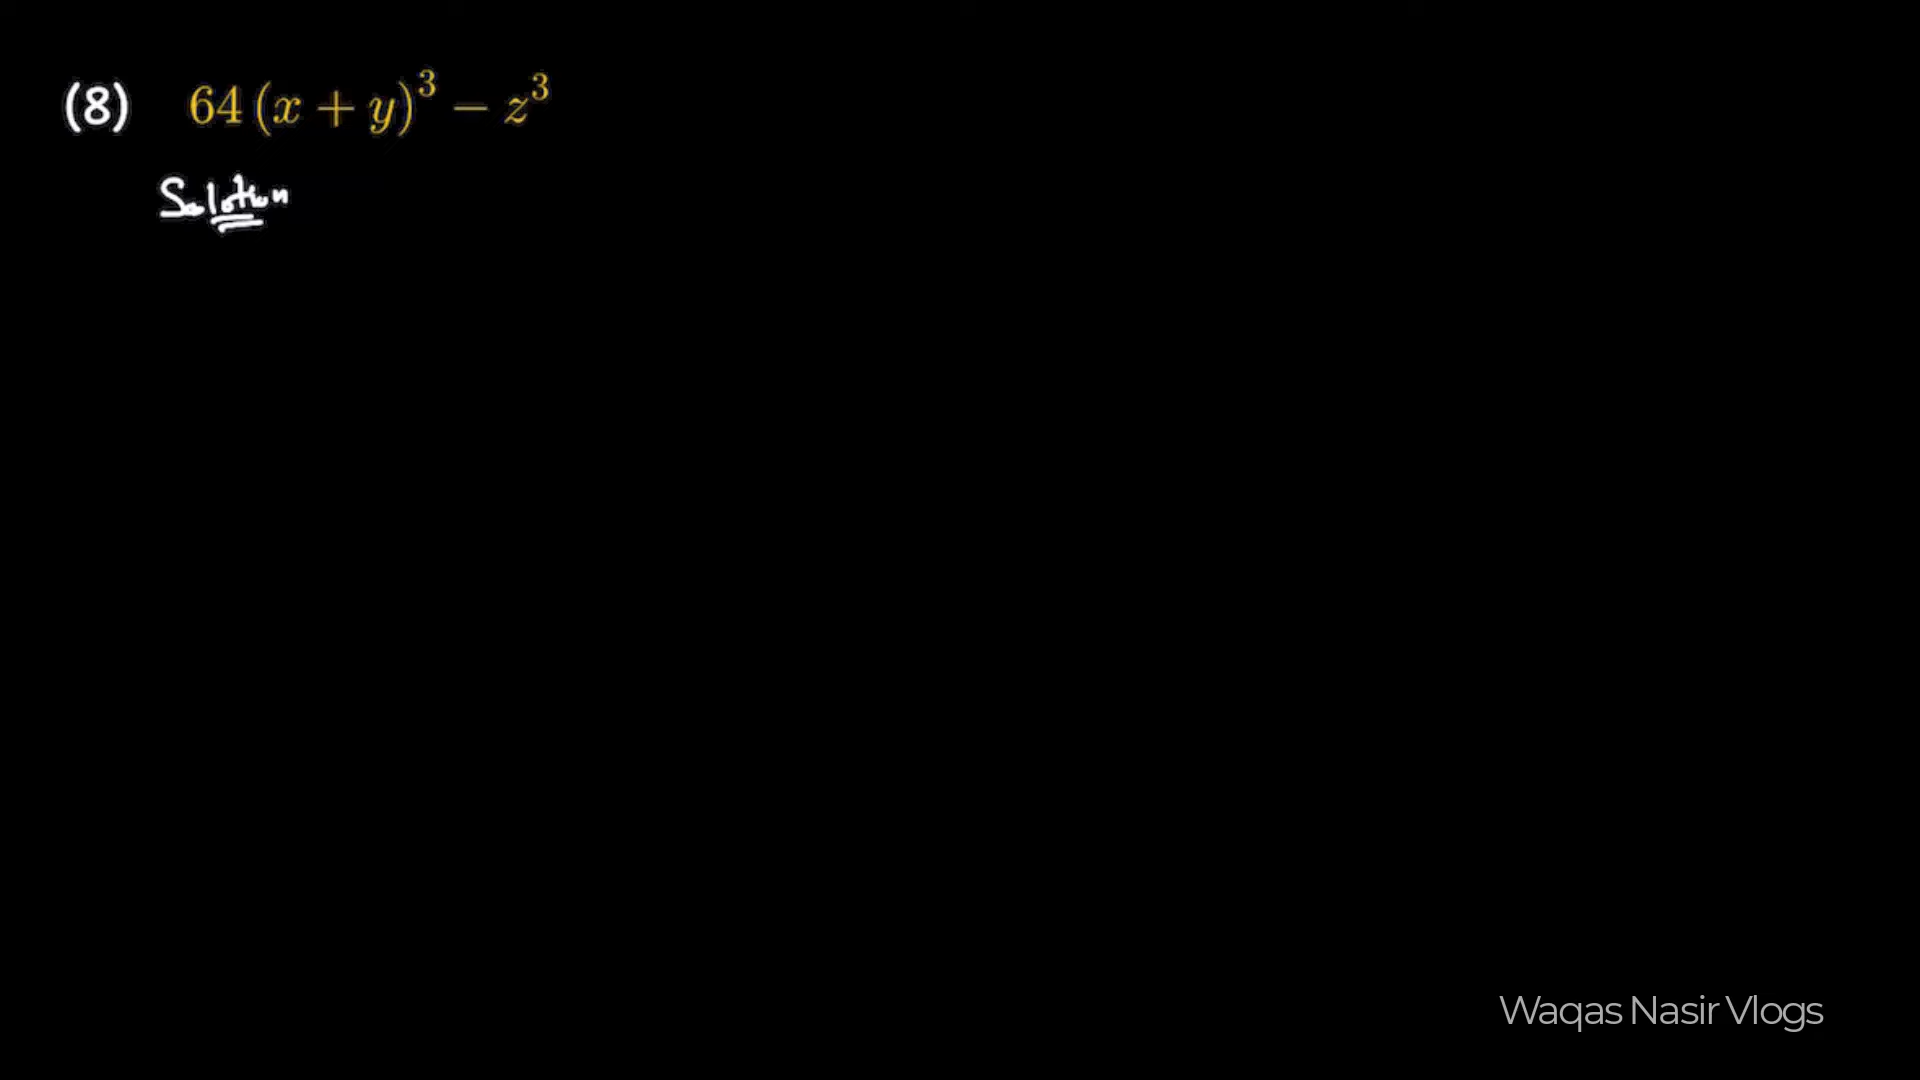 (8) 64 (x + y)³ − z³
Solution
Waqas Nasir Vlogs